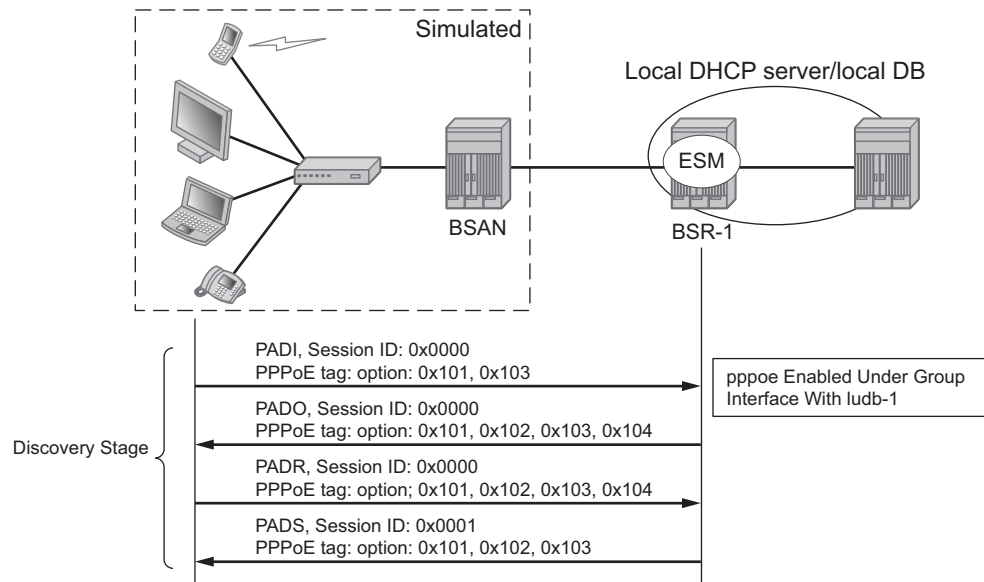 Simulated
Local DHCP server/local DB
ESM
BSAN
BSR-1
PADI, Session ID: 0x0000
PPPoE tag: option: 0x101, 0x103
pppoe Enabled Under Group
Interface With ludb-1
PADO, Session ID: 0x0000
PPPoE tag: option: 0x101, 0x102, 0x103, 0x104
Discovery Stage
PADR, Session ID: 0x0000
PPPoE tag: option; 0x101, 0x102, 0x103, 0x104
PADS, Session ID: 0x0001
PPPoE tag: option: 0x101, 0x102, 0x103